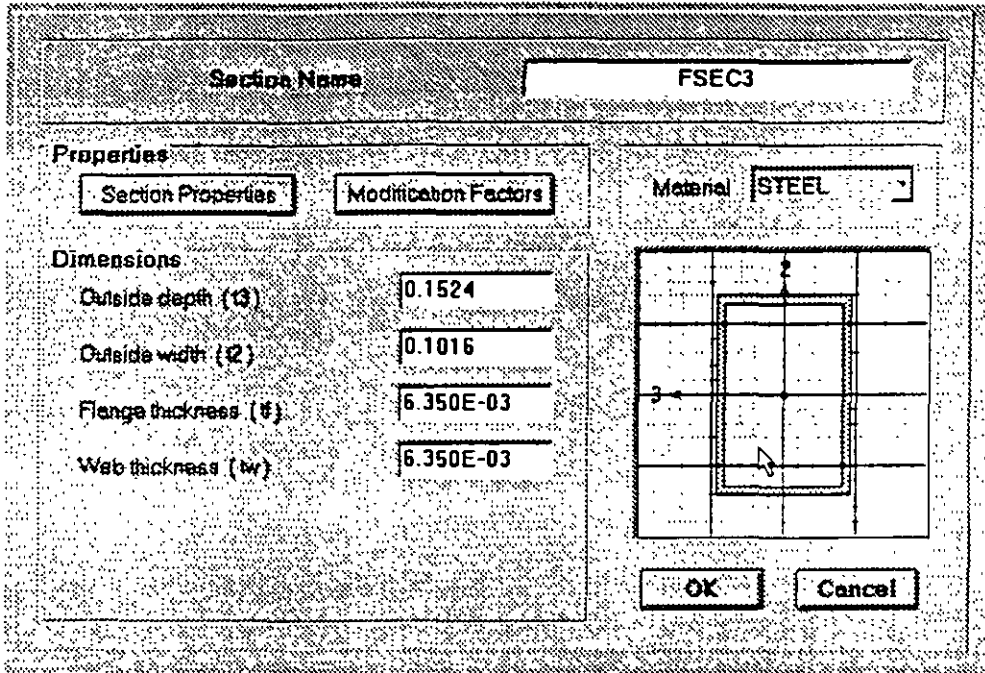 Section Name FSEC3
Properties
Section Properties Modification Factors Material STEEL
Dimensions
Outside depth (t3) 0.1524
Outside width (t2) 0.1016
Flange thickness (tf) 6.350E-03
Web thickness (tw) 6.350E-03
2
3
OK Cancel